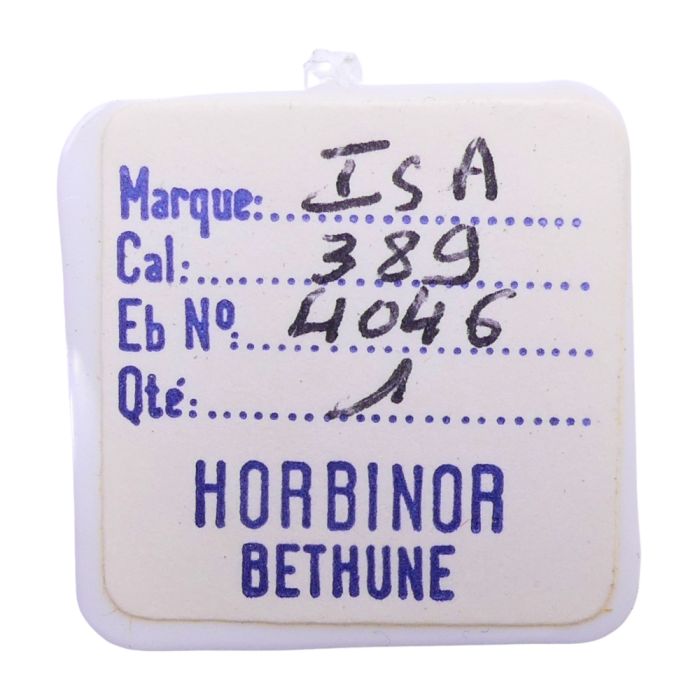 Marque: ISA
Cal: 389
Eb Nº: 4046
Qté: 1
HORBINOR
BETHUNE